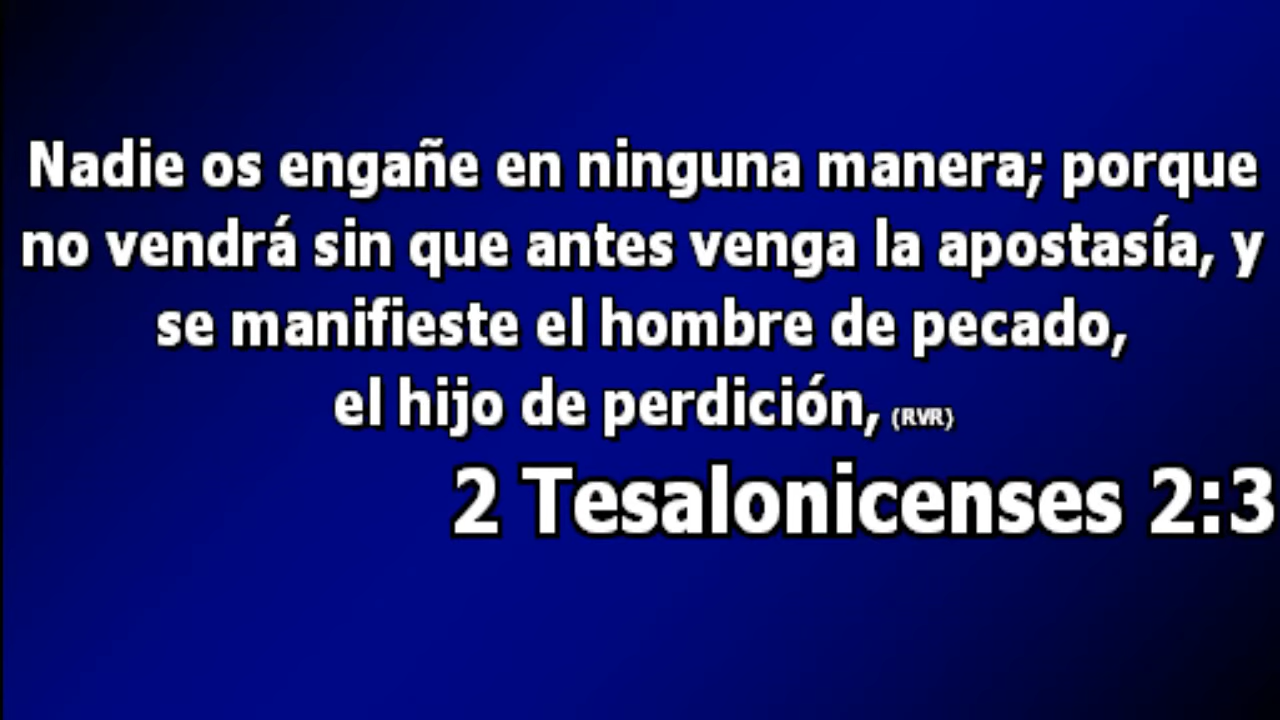 Nadie os engañe en ninguna manera; porque
no vendrá sin que antes venga la apostasía, y
se manifieste el hombre de pecado,
el hijo de perdición, (RVR)
2 Tesalonicenses 2:3